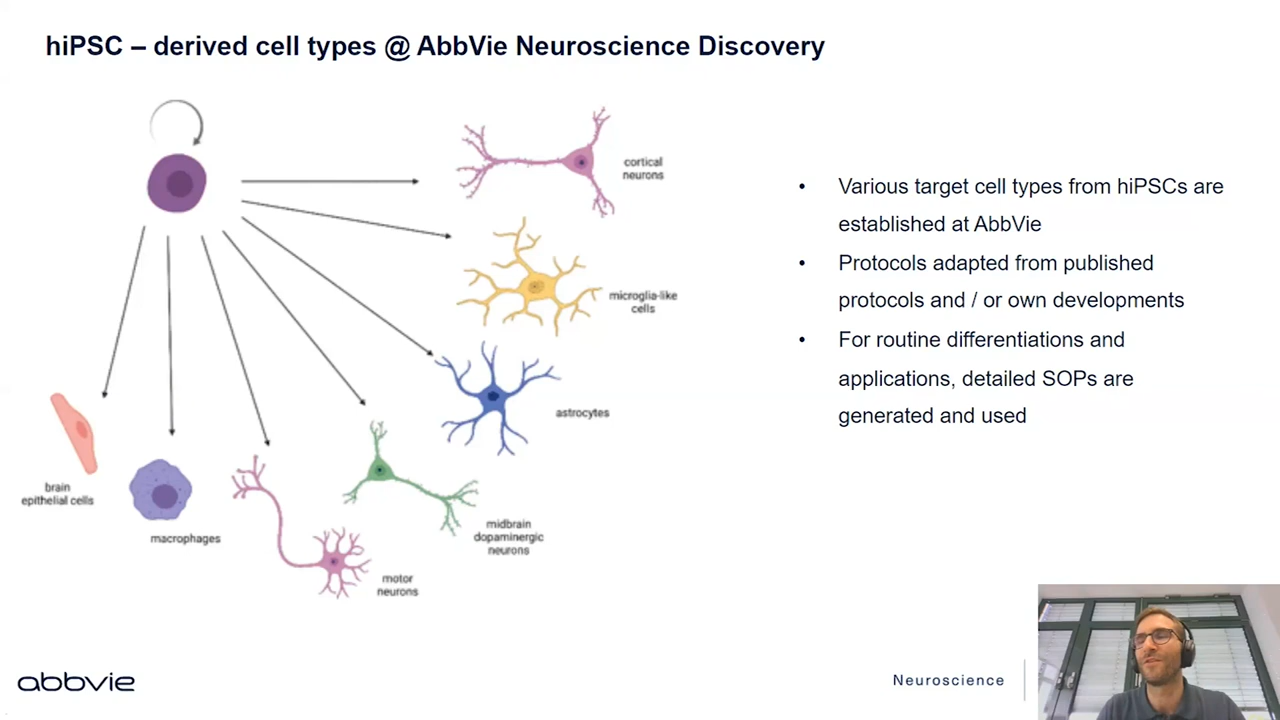 hiPSC – derived cell types @ AbbVie Neuroscience Discovery
cortical
neurons
microglia-like
cells
astrocytes
midbrain
dopaminergic
neurons
motor
neurons
macrophages
brain
epithelial cells
• Various target cell types from hiPSCs are
established at AbbVie
• Protocols adapted from published
protocols and / or own developments
• For routine differentiations and
applications, detailed SOPs are
generated and used
abbvie
Neuroscience